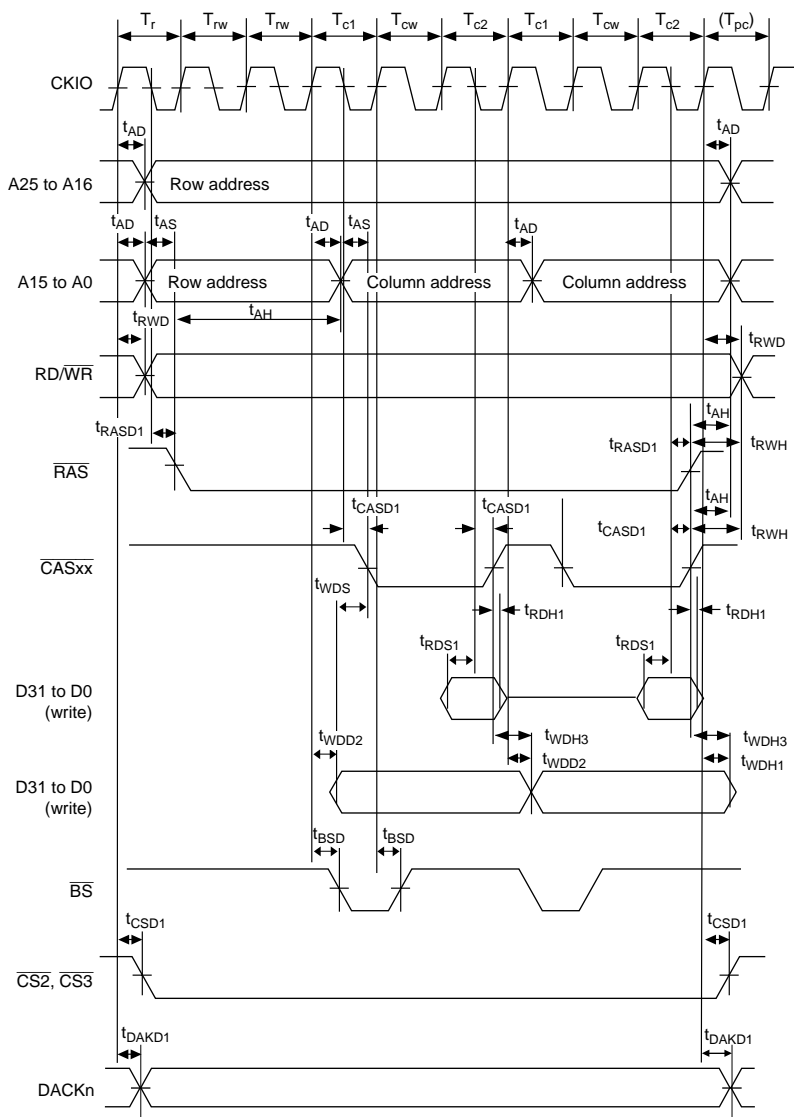 Tr Trw Trw Tc1 Tcw Tc2 Tc1 Tcw Tc2 (Tpc)
CKIO
tAD tAD
A25 to A16 Row address
tAD tAS tAD tAS tAD
A15 to A0 Row address Column address Column address
tAH
tRWD tRWD
RD/WR
tAH
tRASD1 tRASD1 tRWH
RAS
tAH
tCASD1 tCASD1 tCASD1 tRWH
CASxx
tWDS
tRDH1 tRDH1
tRDS1 tRDS1
D31 to D0
(write)
tWDD2 tWDH3 tWDH3
tWDD2 tWDH1
D31 to D0
(write)
tBSD tBSD
BS
tCSD1 tCSD1
CS2, CS3
tDAKD1 tDAKD1
DACKn